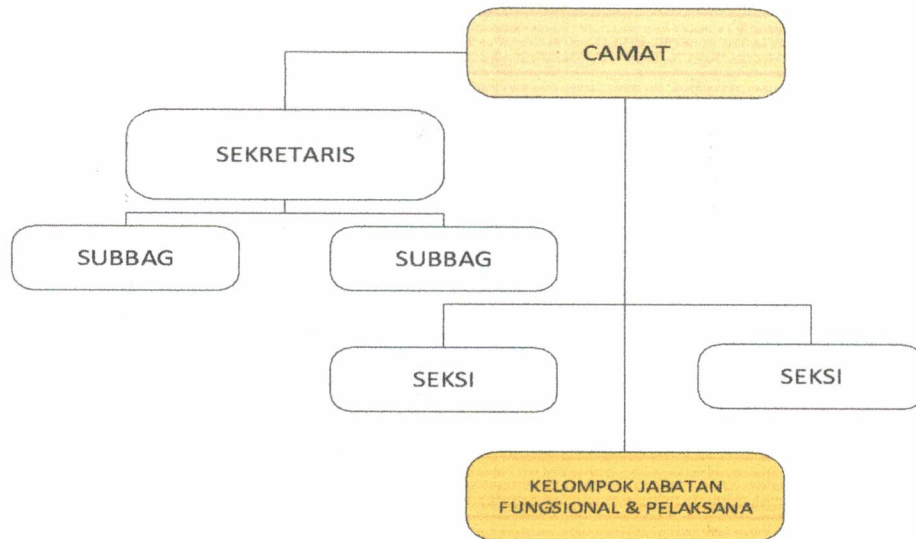 CAMAT
SEKRETARIS
SUBBAG
SUBBAG
SEKSI
SEKSI
KELOMPOK JABATAN
FUNGSIONAL & PELAKSANA